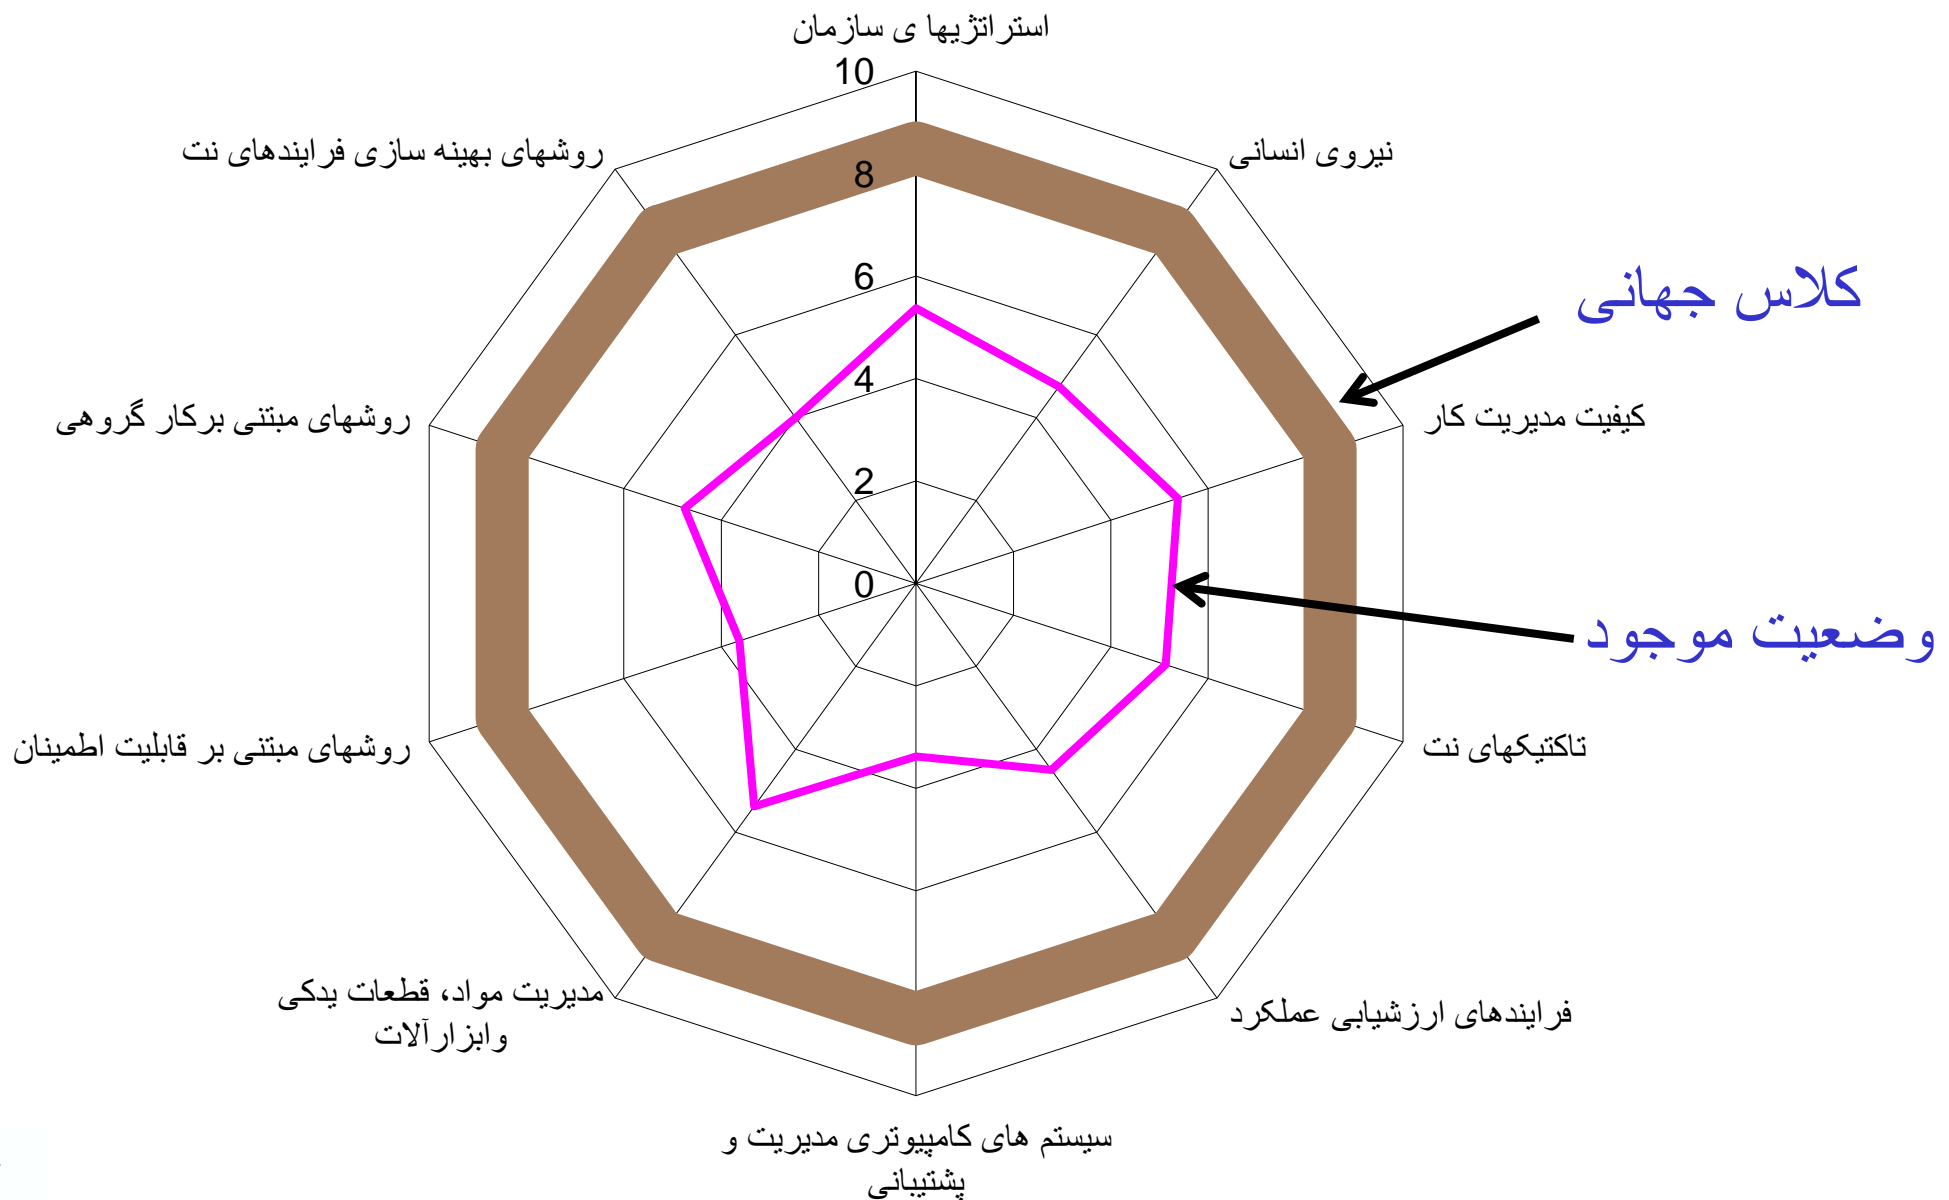 استراتژیها ی سازمان
10
نیروی انسانی
روشهای بهینه سازی فرایندهای نت
8
کلاس جهانی
6
4
کیفیت مدیریت کار
روشهای مبتنی برکار گروهی
2
0
وضعیت موجود
تاکتیکهای نت
روشهای مبتنی بر قابلیت اطمینان
فرایندهای ارزشیابی عملکرد
مدیریت مواد، قطعات یدکی
وابزارآلات
سیستم های کامپیوتری مدیریت و
پشتیبانی